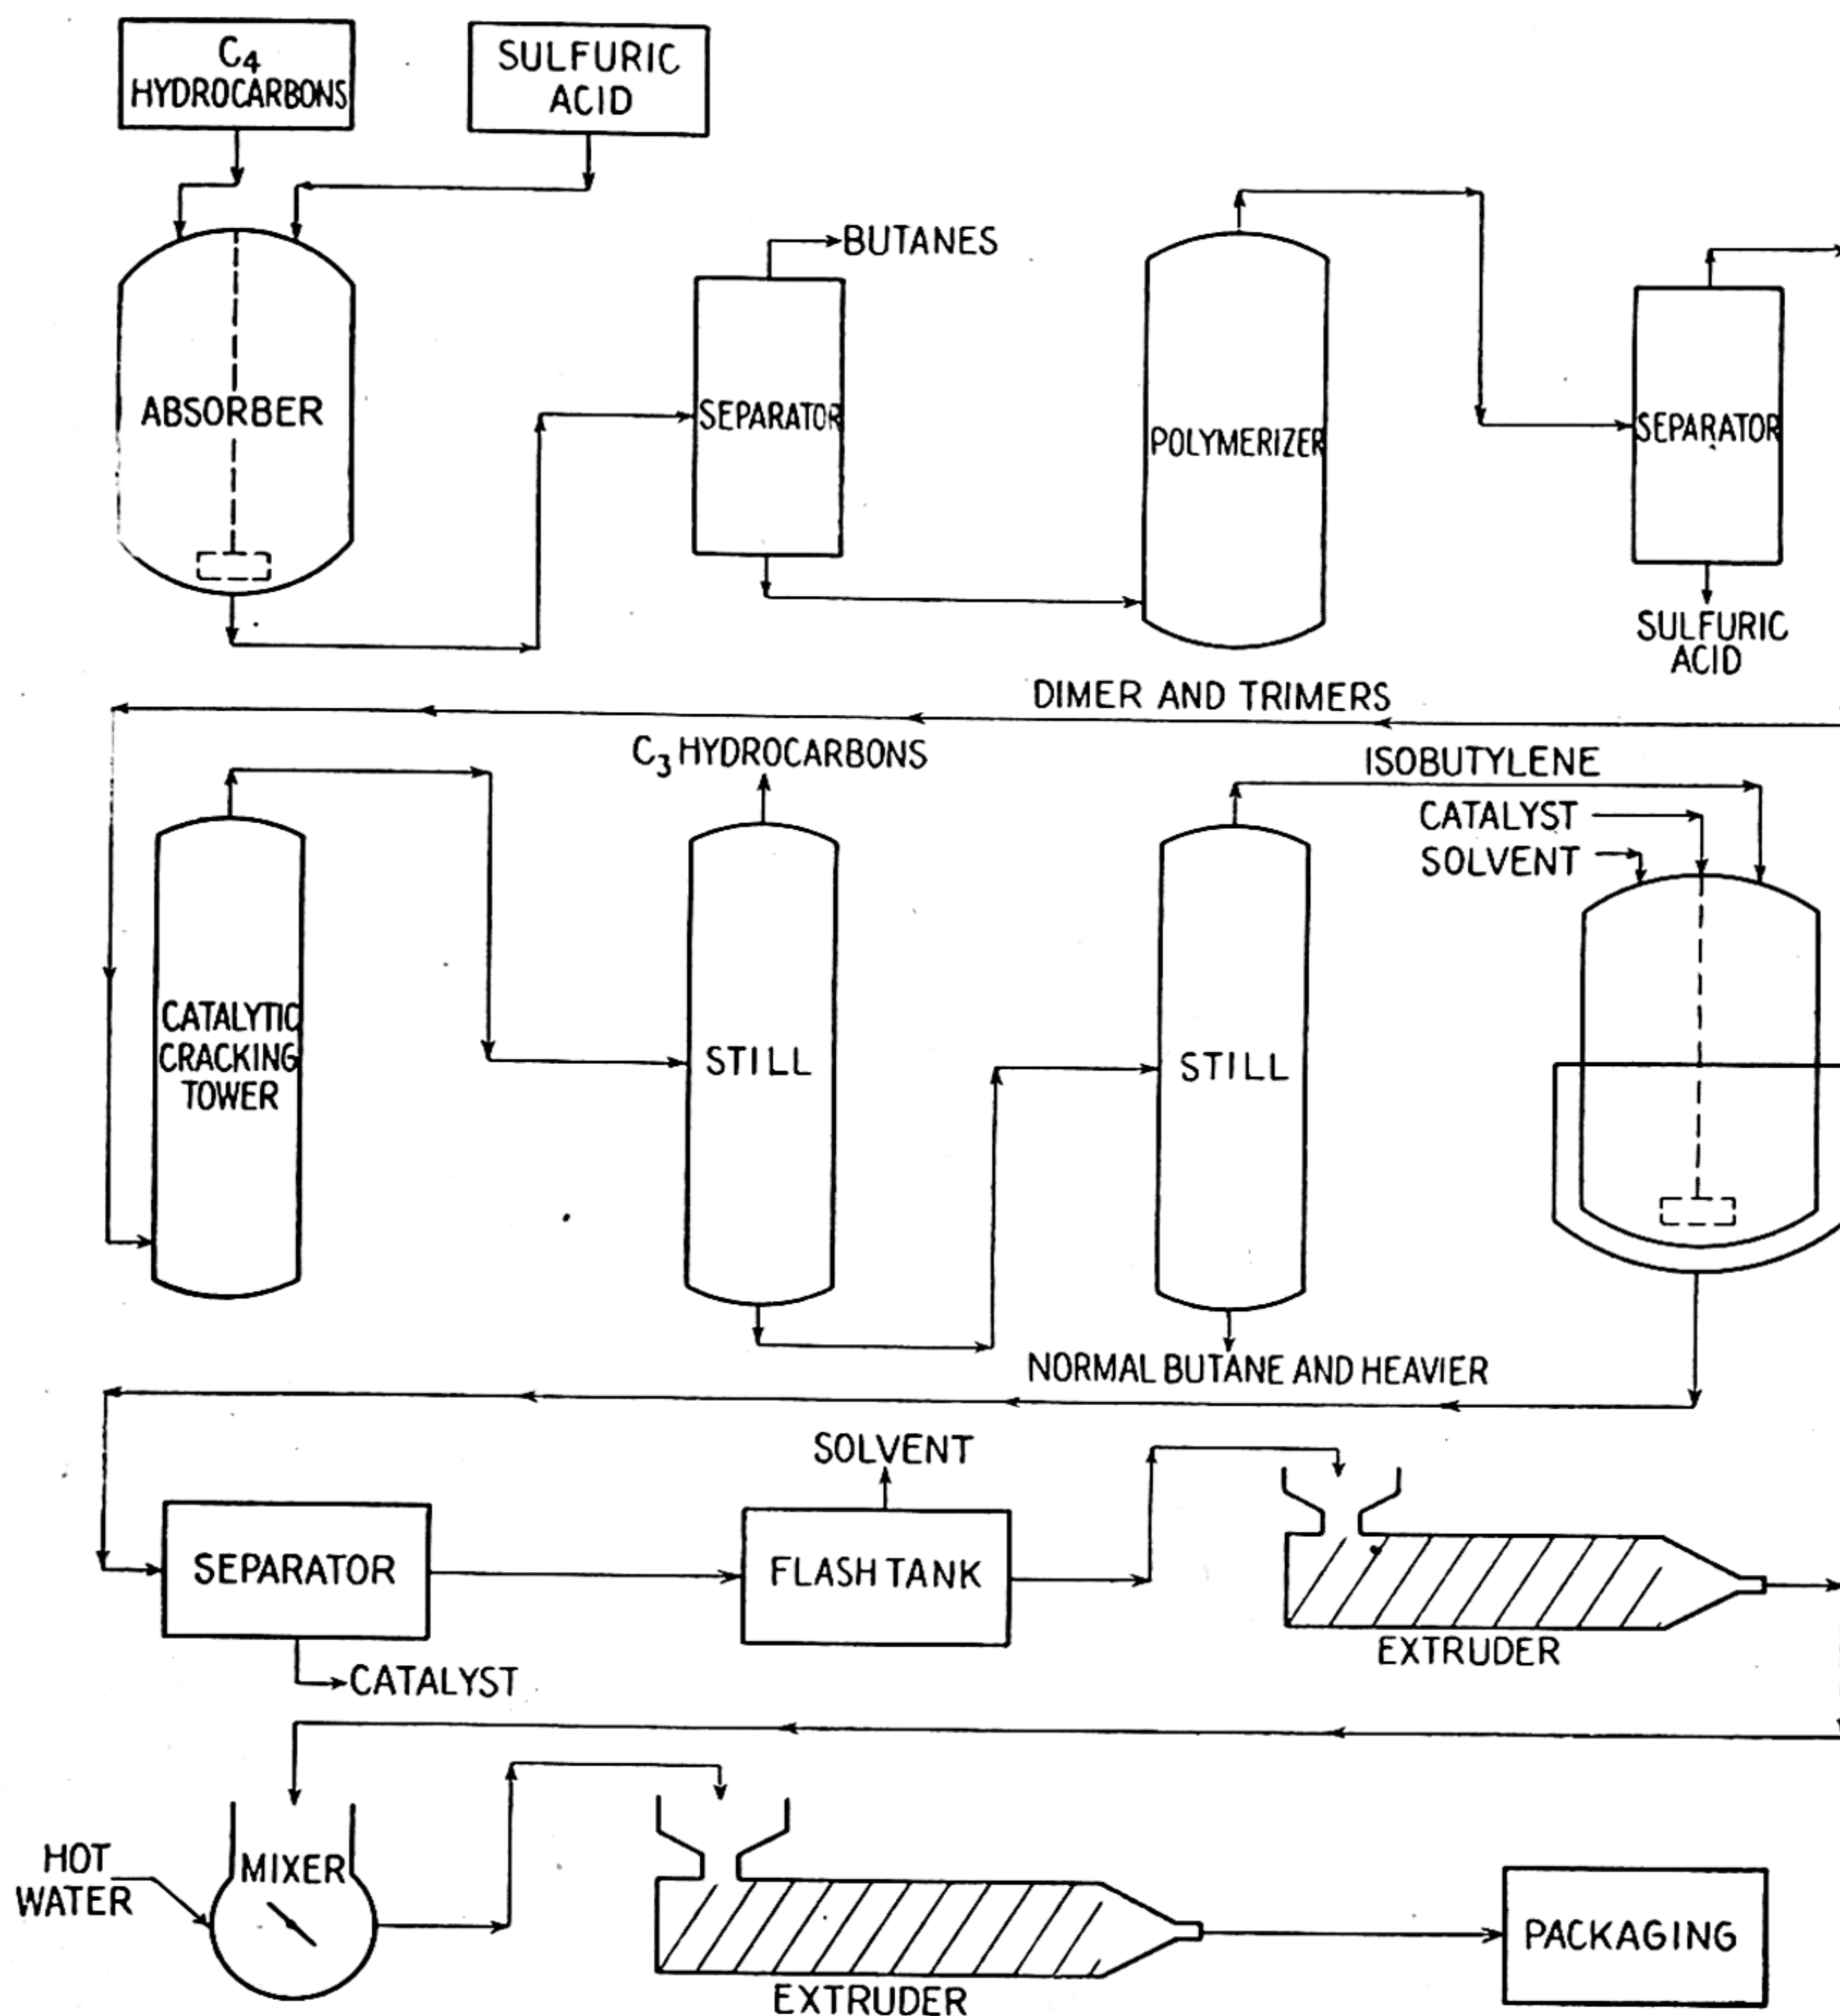 C₄
HYDROCARBONS
SULFURIC
ACID
BUTANES
ABSORBER
SEPARATOR
POLYMERIZER
SEPARATOR
SULFURIC
ACID
DIMER AND TRIMERS
C₃ HYDROCARBONS
ISOBUTYLENE
CATALYST
SOLVENT
CATALYTIC
CRACKING
TOWER
STILL
STILL
NORMAL BUTANE AND HEAVIER
SOLVENT
SEPARATOR
FLASH TANK
EXTRUDER
CATALYST
HOT
WATER
MIXER
PACKAGING
EXTRUDER